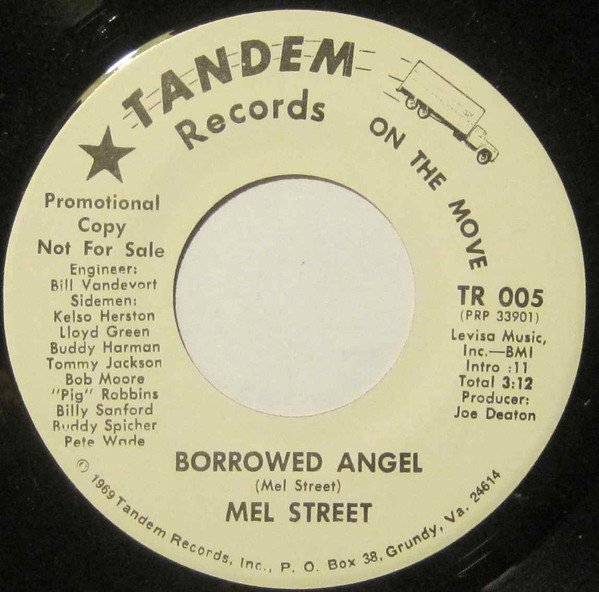 TANDEM
Records
ON THE MOVE
Promotional
Copy
Not For Sale
Engineer:
Bill Vandevort
Sidemen:
Kelso Herston
Lloyd Green
Buddy Harman
Tommy Jackson
Bob Moore
"Pig" Robbins
Billy Sanford
Buddy Spicher
Pete Wade
TR 005
(PRP 33901)
Levisa Music,
Inc.—BMI
Intro :11
Total 3:12
Producer:
Joe Deaton
BORROWED ANGEL
(Mel Street)
MEL STREET
© 1969 Tandem Records, Inc., P. O. Box 38, Grundy, Va. 24614